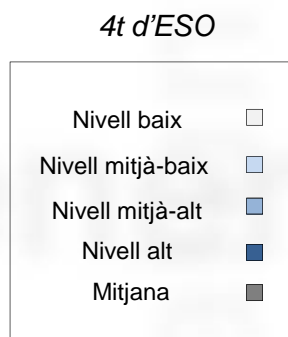 4t d’ESO
Nivell baix
Nivell mitjà-baix
Nivell mitjà-alt
Nivell alt
Mitjana